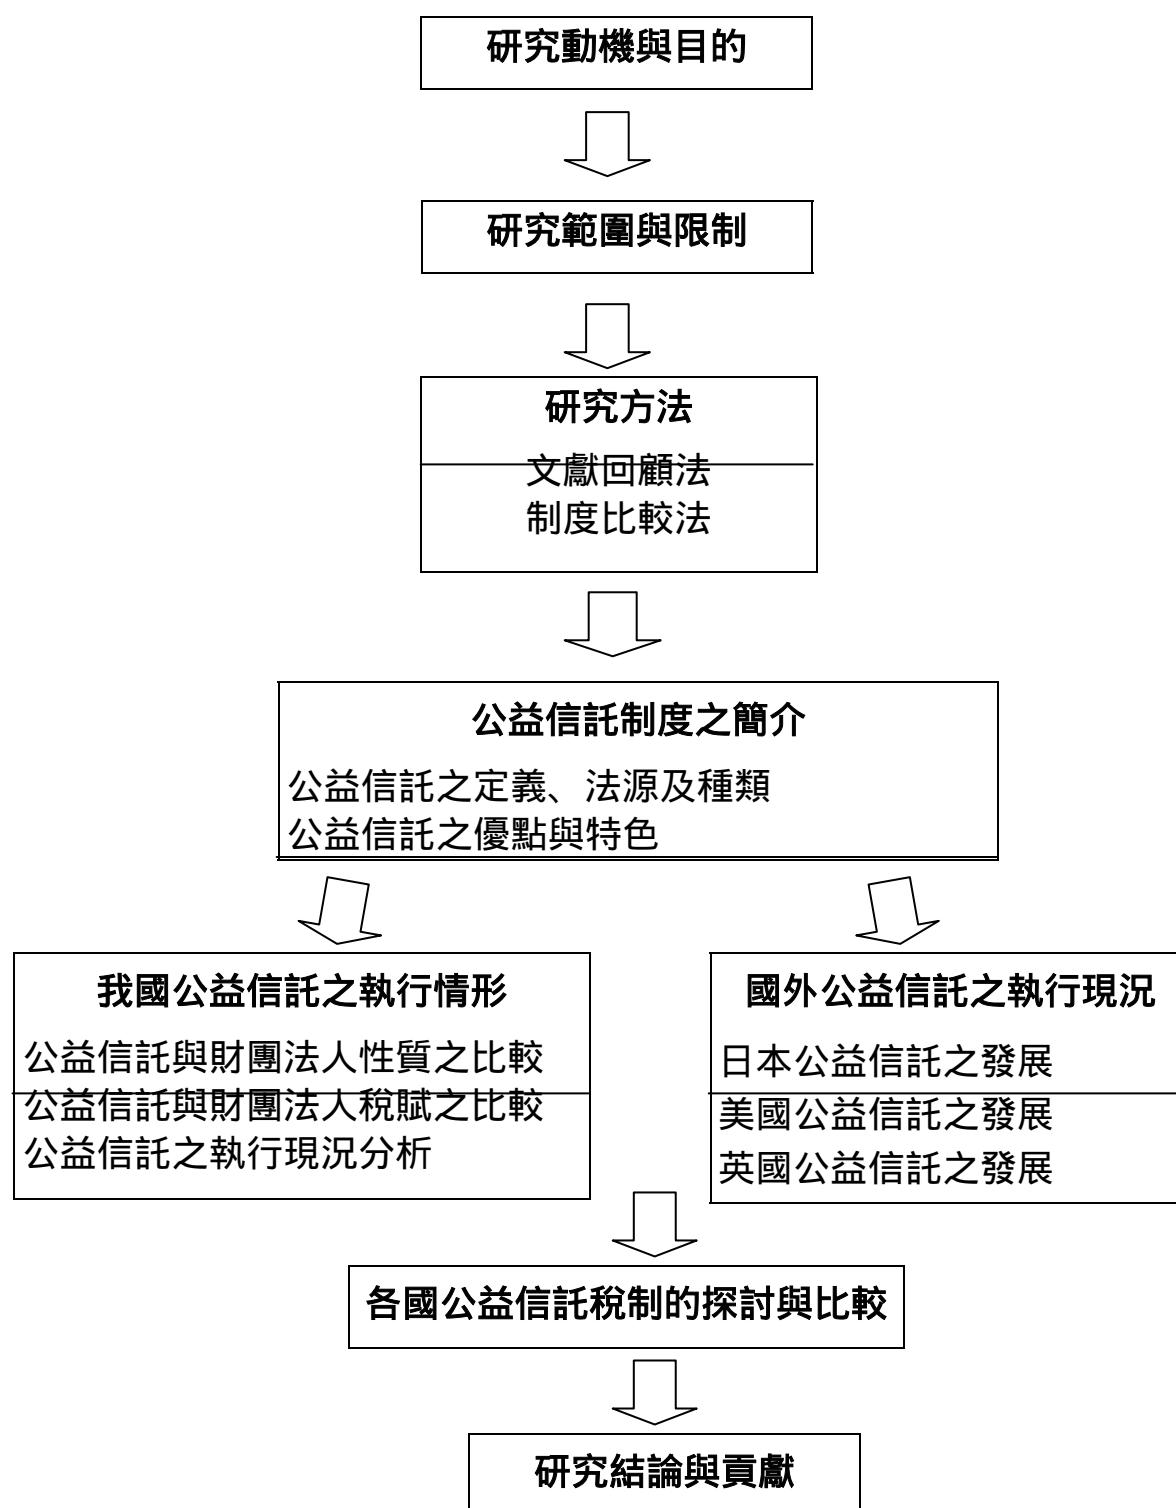 研究動機與目的
研究範圍與限制
研究方法
文獻回顧法
制度比較法
公益信託制度之簡介
公益信託之定義、法源及種類
公益信託之優點與特色
我國公益信託之執行情形
公益信託與財團法人性質之比較
公益信託與財團法人稅賦之比較
公益信託之執行現況分析
國外公益信託之執行現況
日本公益信託之發展
美國公益信託之發展
英國公益信託之發展
各國公益信託稅制的探討與比較
研究結論與貢獻